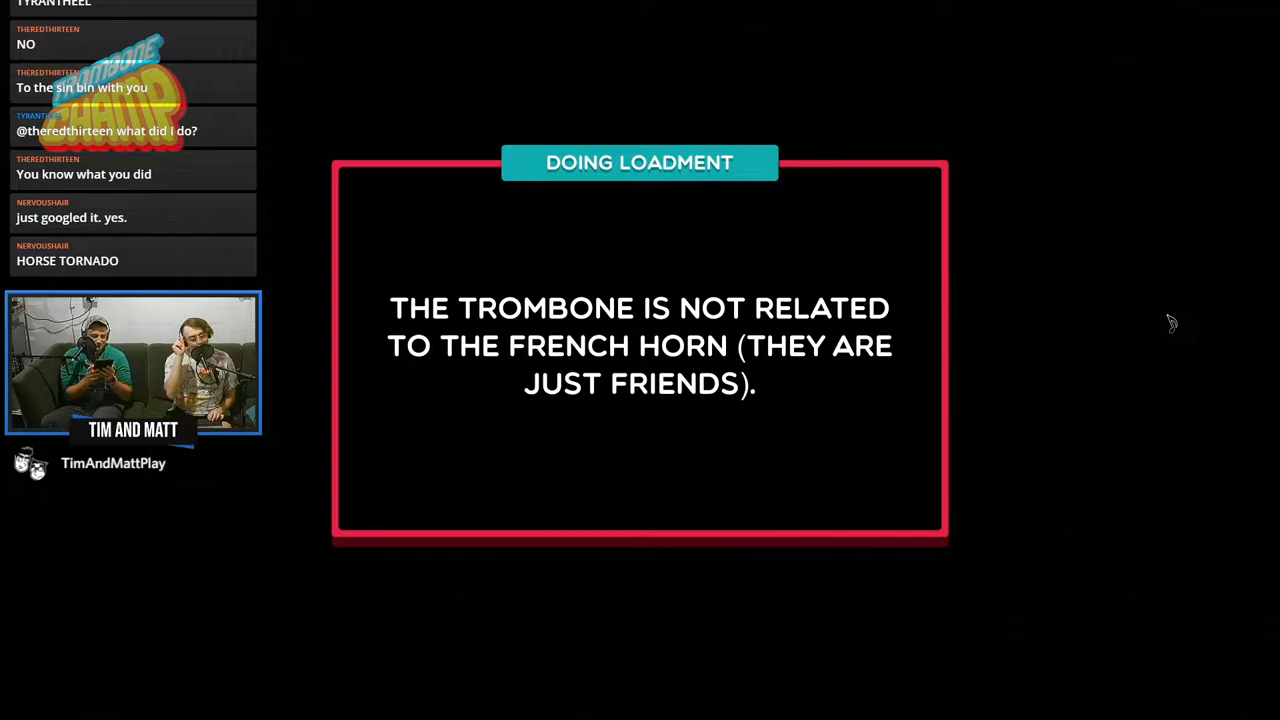 TYRANTHEEL
THEREDTHIRTEEN
NO
THEREDTHIRTEEN
To the sin bin with you
TROMBONE
CHAMP
@theredthirteen what did I do?
THEREDTHIRTEEN
You know what you did
NERVOUSHAIR
just googled it. yes.
NERVOUSHAIR
HORSE TORNADO
TIM AND MATT
TimAndMattPlay
DOING LOADMENT
THE TROMBONE IS NOT RELATED
TO THE FRENCH HORN (THEY ARE
JUST FRIENDS).